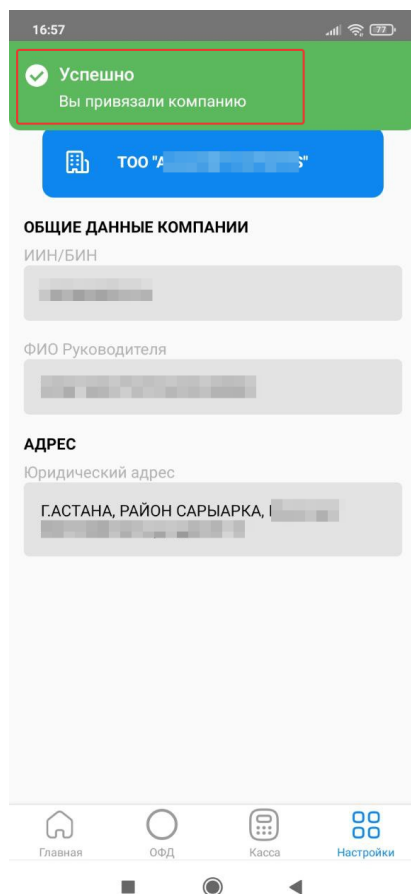 16:57
77
Успешно
Вы привязали компанию
ТОО "
ОБЩИЕ ДАННЫЕ КОМПАНИИ
ИИН/БИН
ФИО Руководителя
АДРЕС
Юридический адрес
Г.АСТАНА, РАЙОН САРЫАРКА,
Главная ОФД Касса Настройки